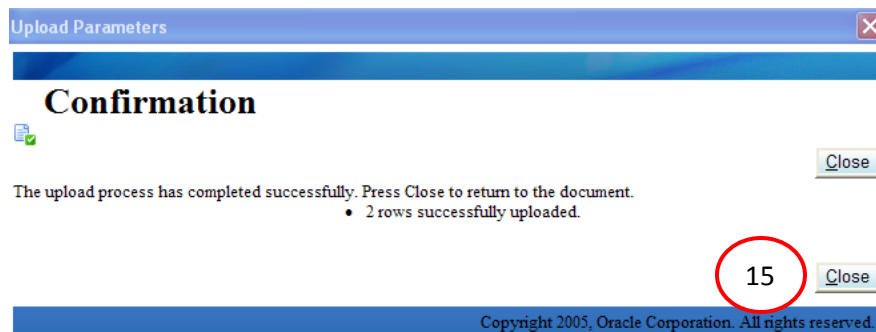 Upload Parameters
Confirmation
Close
The upload process has completed successfully. Press Close to return to the document.
• 2 rows successfully uploaded.
15
Close
Copyright 2005, Oracle Corporation. All rights reserved.